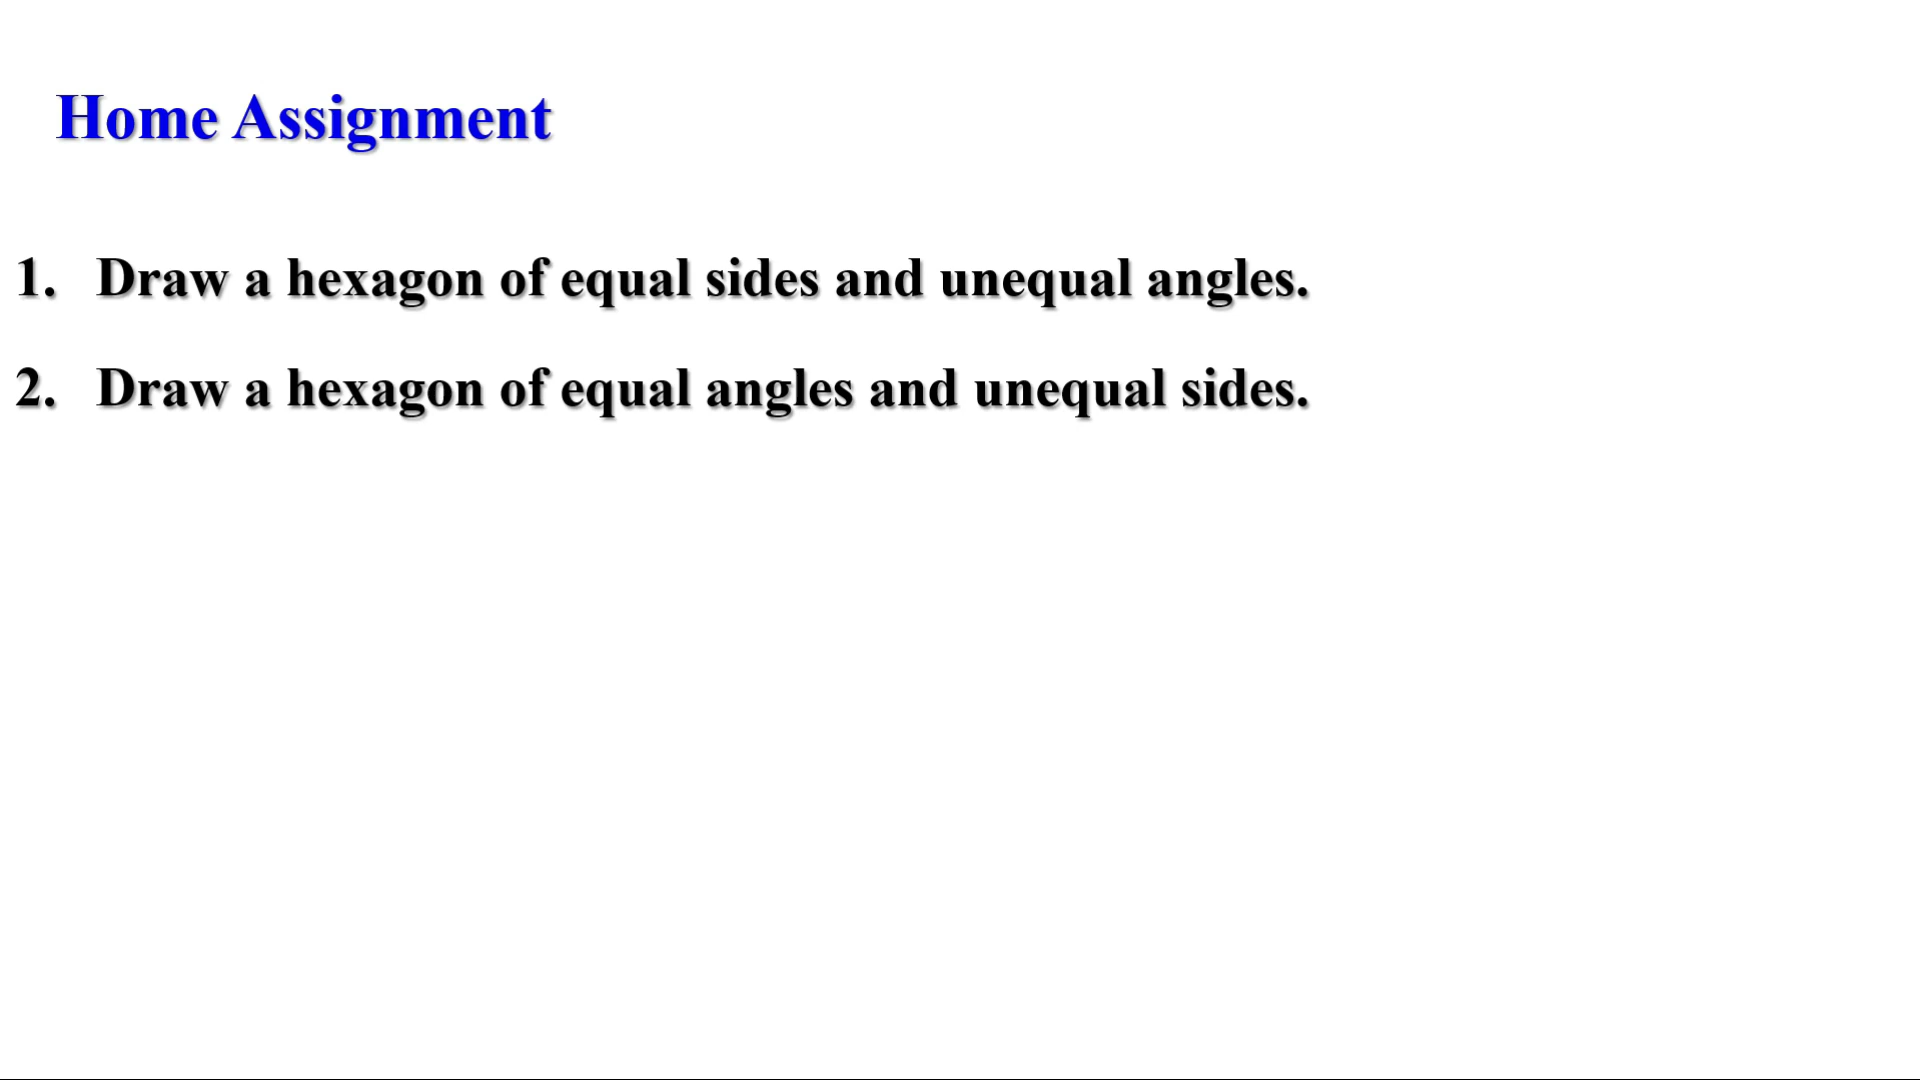 Home Assignment
1. Draw a hexagon of equal sides and unequal angles.
2. Draw a hexagon of equal angles and unequal sides.